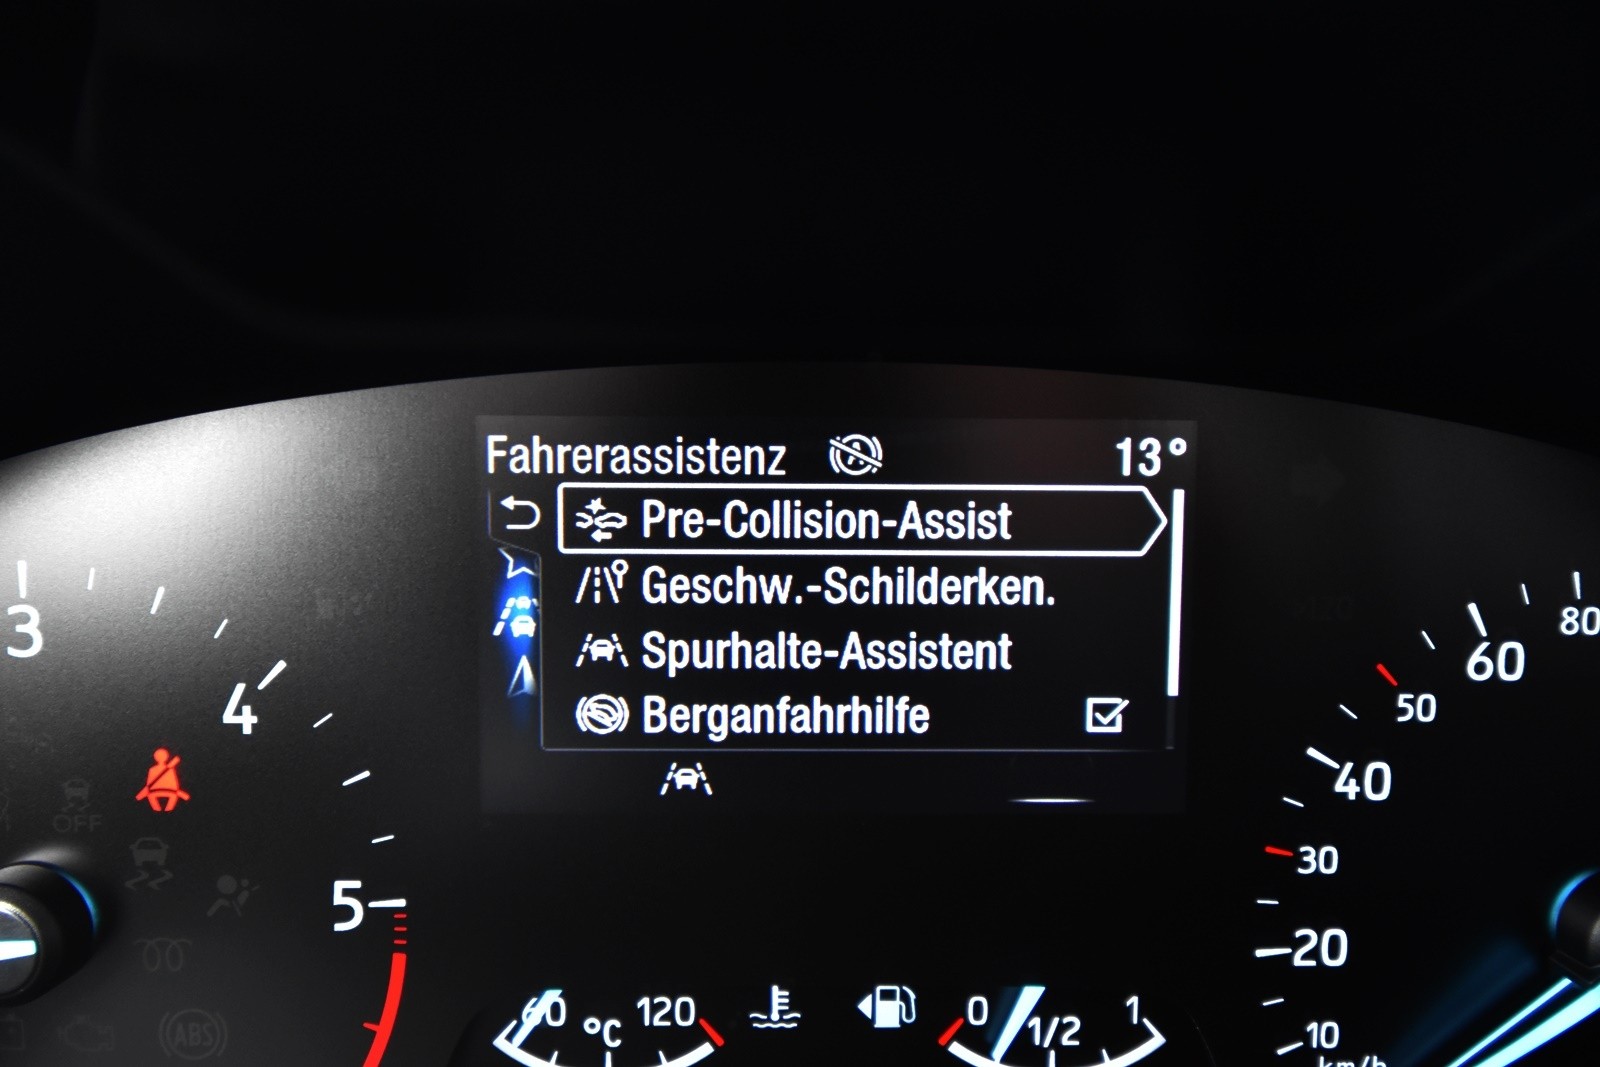 Fahrerassistenz 13°
Pre-Collision-Assist
Geschw.-Schilderken.
Spurhalte-Assistent
Berganfahrhilfe
3
4
5
OFF
ABS
60 °C 120
0 1/2 1
80
60
50
40
30
20
10
km/h